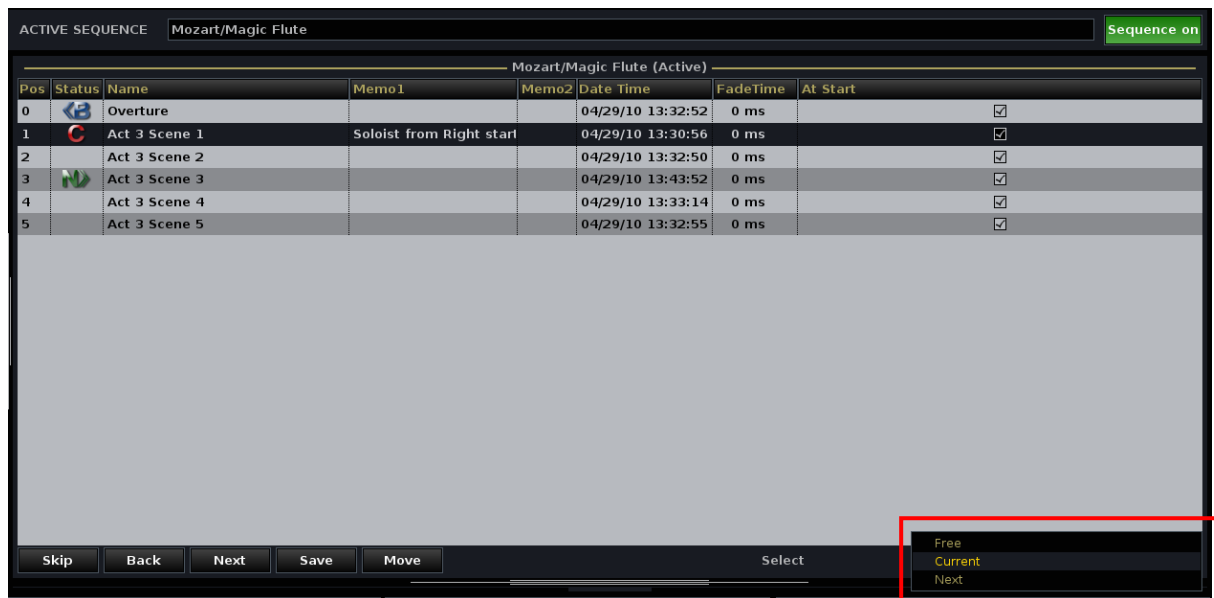 ACTIVE SEQUENCE Mozart/Magic Flute Sequence on
Mozart/Magic Flute (Active)
Pos Status Name Memo1 Memo2 Date Time FadeTime At Start
0 B Overture 04/29/10 13:32:52 0 ms
1 C Act 3 Scene 1 Soloist from Right start 04/29/10 13:30:56 0 ms
2 Act 3 Scene 2 04/29/10 13:32:50 0 ms
3 N Act 3 Scene 3 04/29/10 13:43:52 0 ms
4 Act 3 Scene 4 04/29/10 13:33:14 0 ms
5 Act 3 Scene 5 04/29/10 13:32:55 0 ms
Skip Back Next Save Move Select
Free
Current
Next